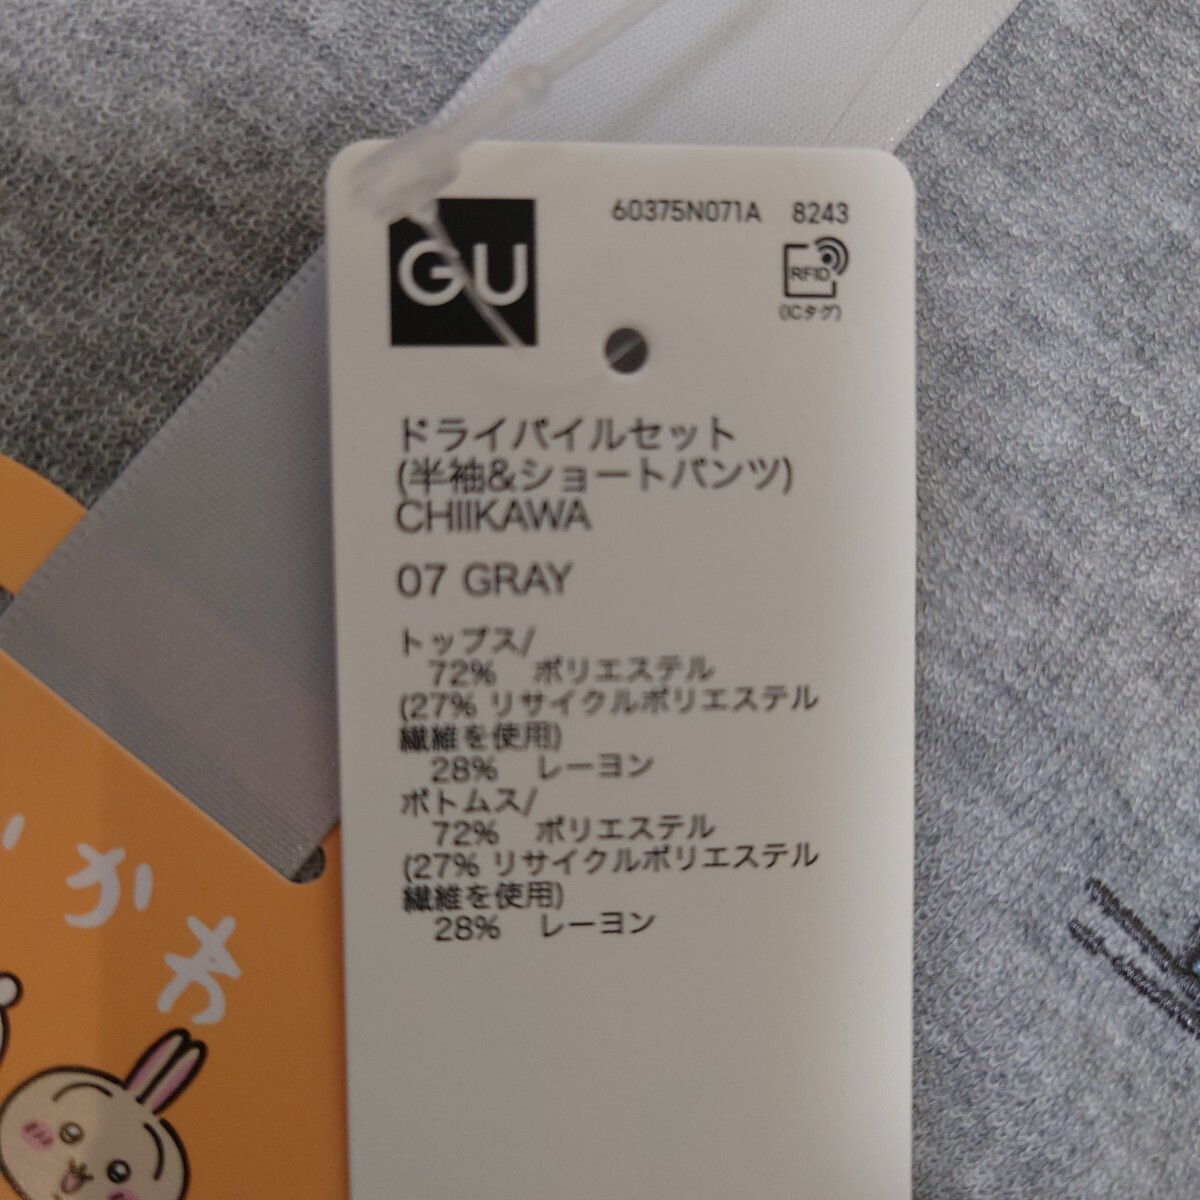 GU
60375N071A 8243
RFID
(ICタグ)
ドライパイルセット
(半袖&ショートパンツ)
CHIIKAWA
07 GRAY
トップス/
72% ポリエステル
(27% リサイクルポリエステル
繊維を使用)
28% レーヨン
ボトムス/
72% ポリエステル
(27% リサイクルポリエステル
繊維を使用)
28% レーヨン
いかわ